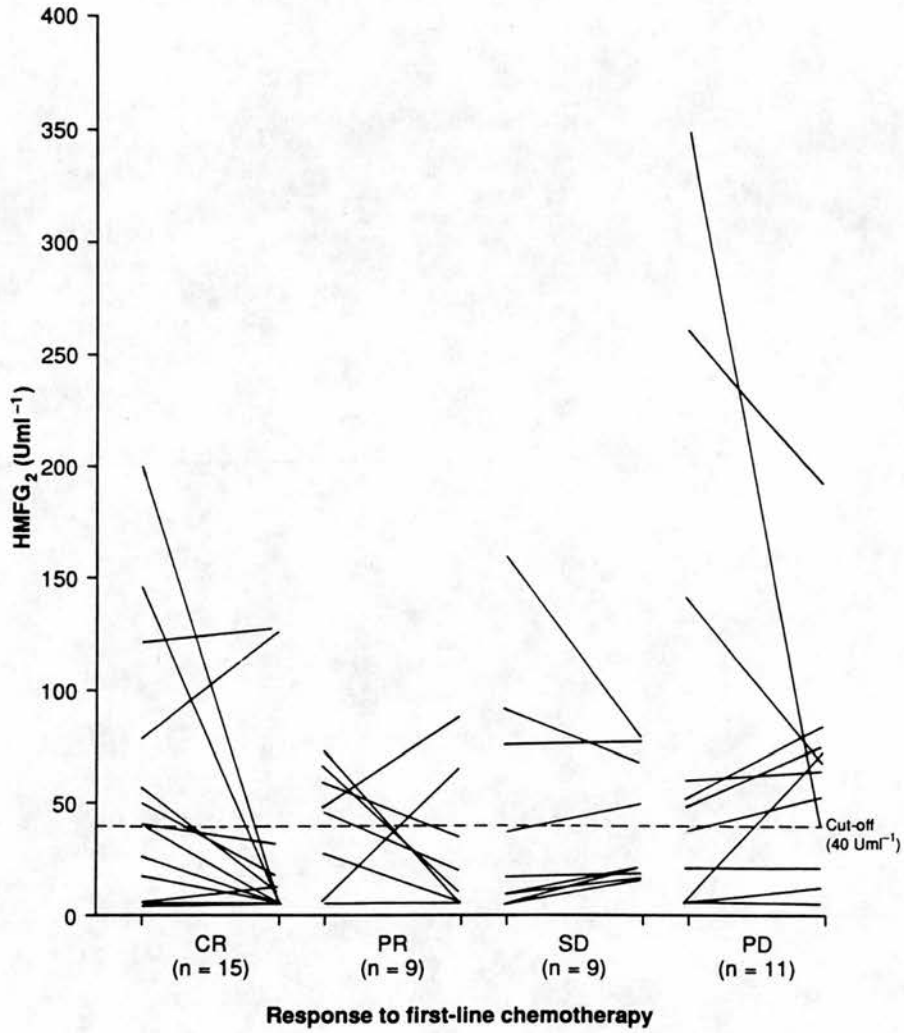 400
350
300
250
200
150
100
50
0
HMFG₂ (Uml⁻¹)
Cut-off
(40 Uml⁻¹)
CR
(n = 15)
PR
(n = 9)
SD
(n = 9)
PD
(n = 11)
Response to first-line chemotherapy